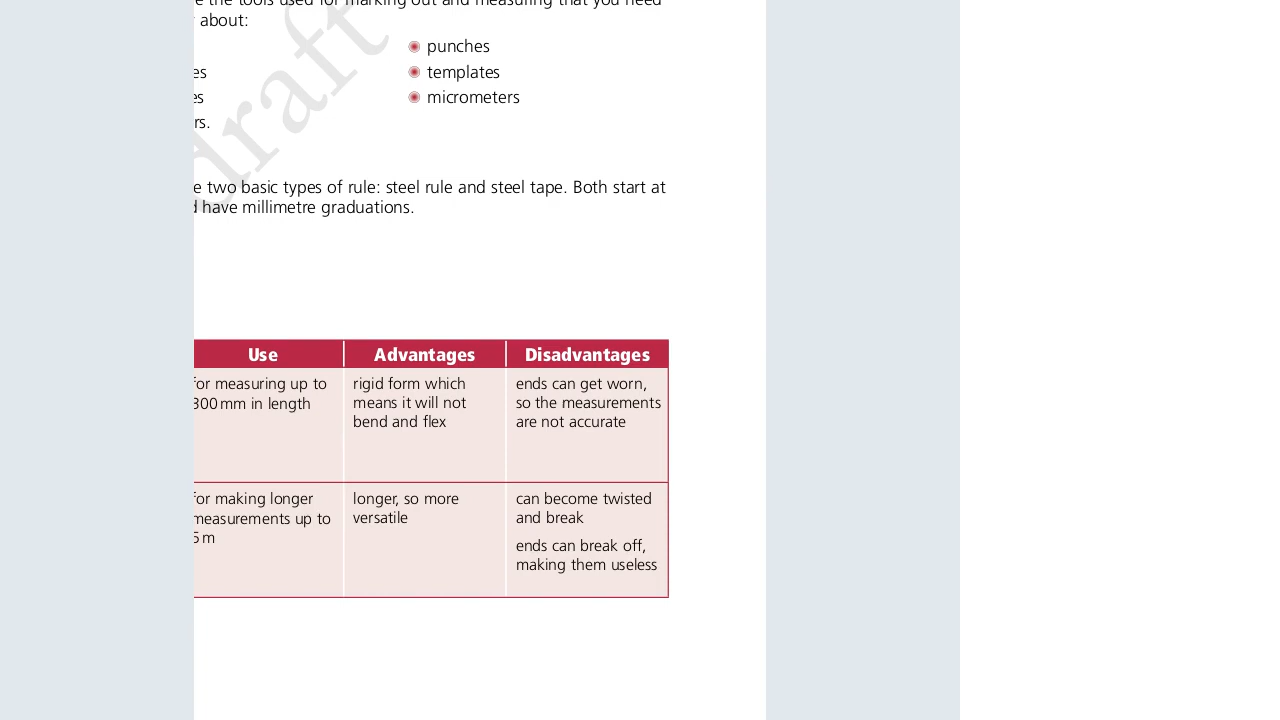 the tools used for marking out and measuring that you need
about:
punches
templates
micrometers
draft
two basic types of rule: steel rule and steel tape. Both start at
have millimetre graduations.
Use Advantages Disadvantages
for measuring up to
300 mm in length
rigid form which
means it will not
bend and flex
ends can get worn,
so the measurements
are not accurate
for making longer
measurements up to
5 m
longer, so more
versatile
can become twisted
and break
ends can break off,
making them useless